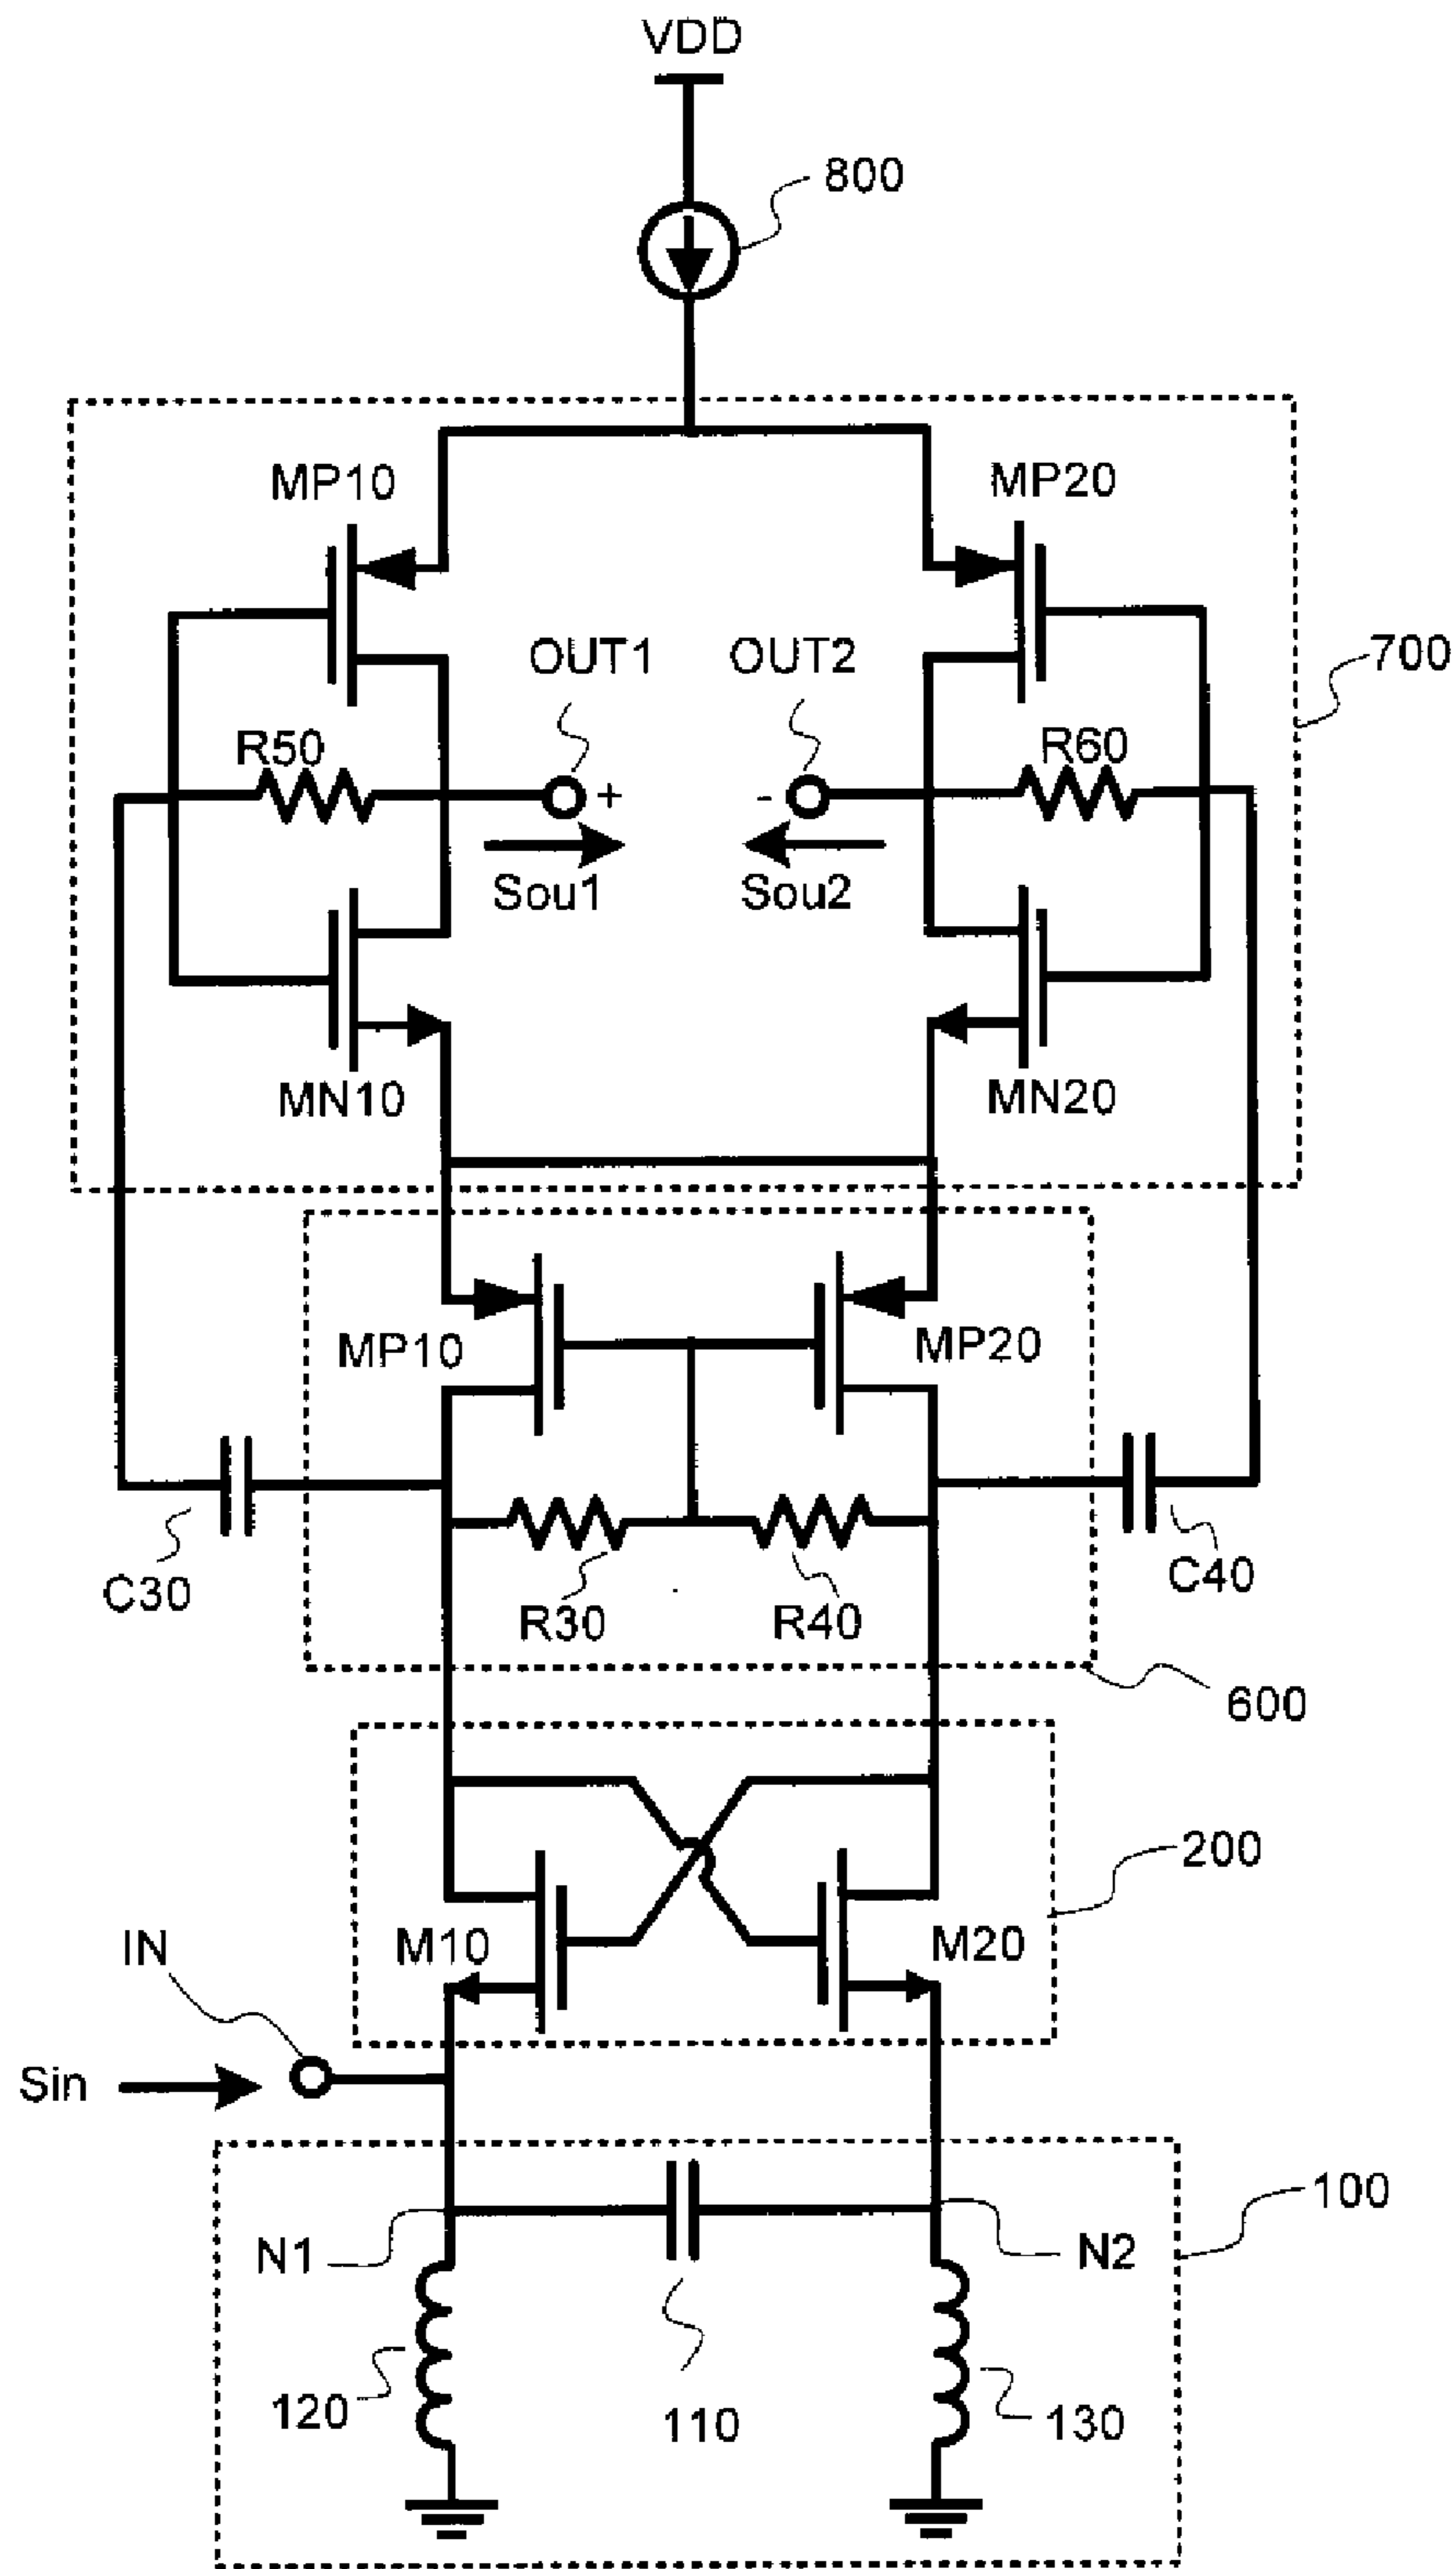 VDD
800
MP10
MP20
OUT1
OUT2
700
R50
R60
+
-
Sou1
Sou2
MN10
MN20
MP10
MP20
C30
C40
R30
R40
600
200
IN
M10
M20
Sin
100
N1
N2
120
110
130